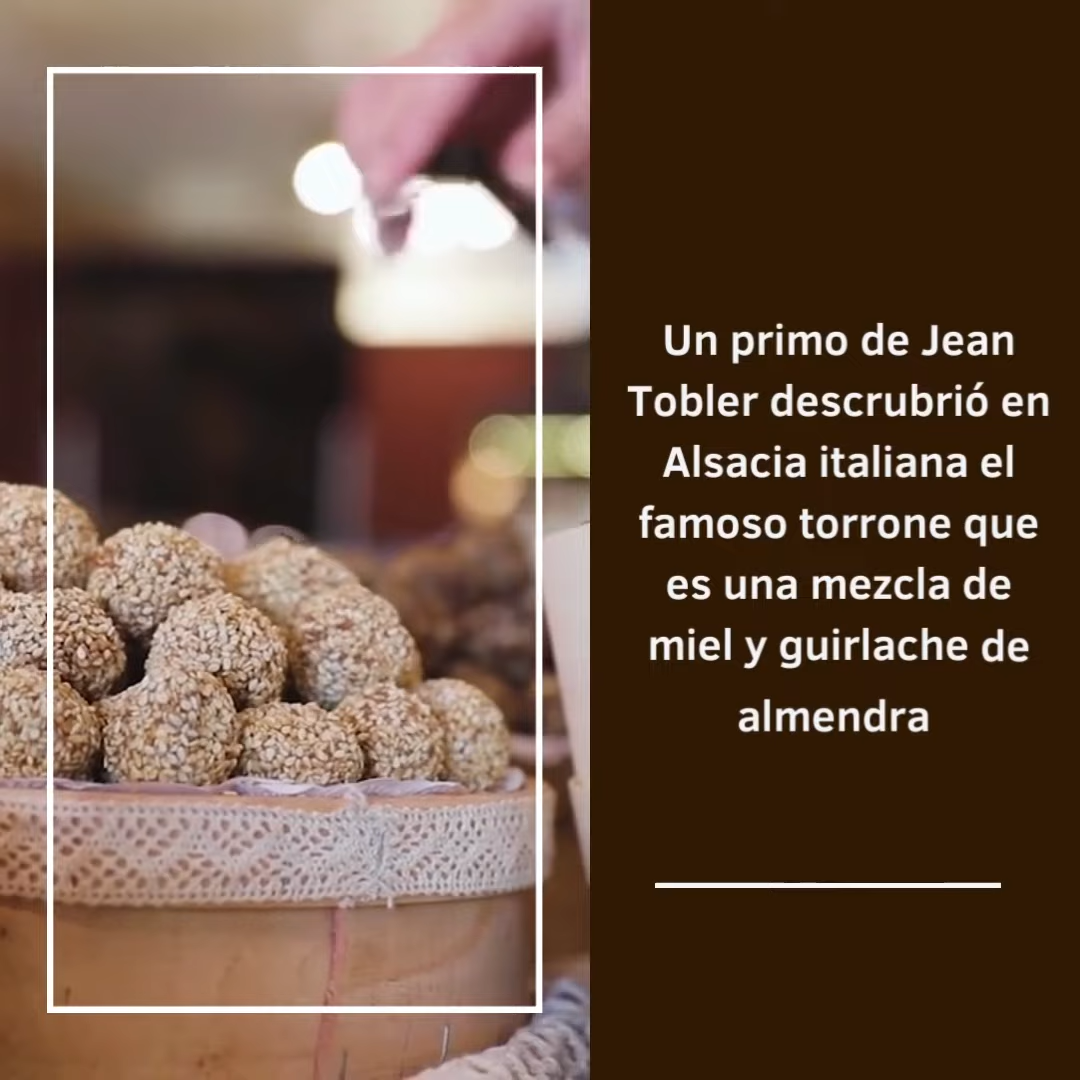 Un primo de Jean
Tobler descrubrió en
Alsacia italiana el
famoso torrone que
es una mezcla de
miel y guirlache de
almendra